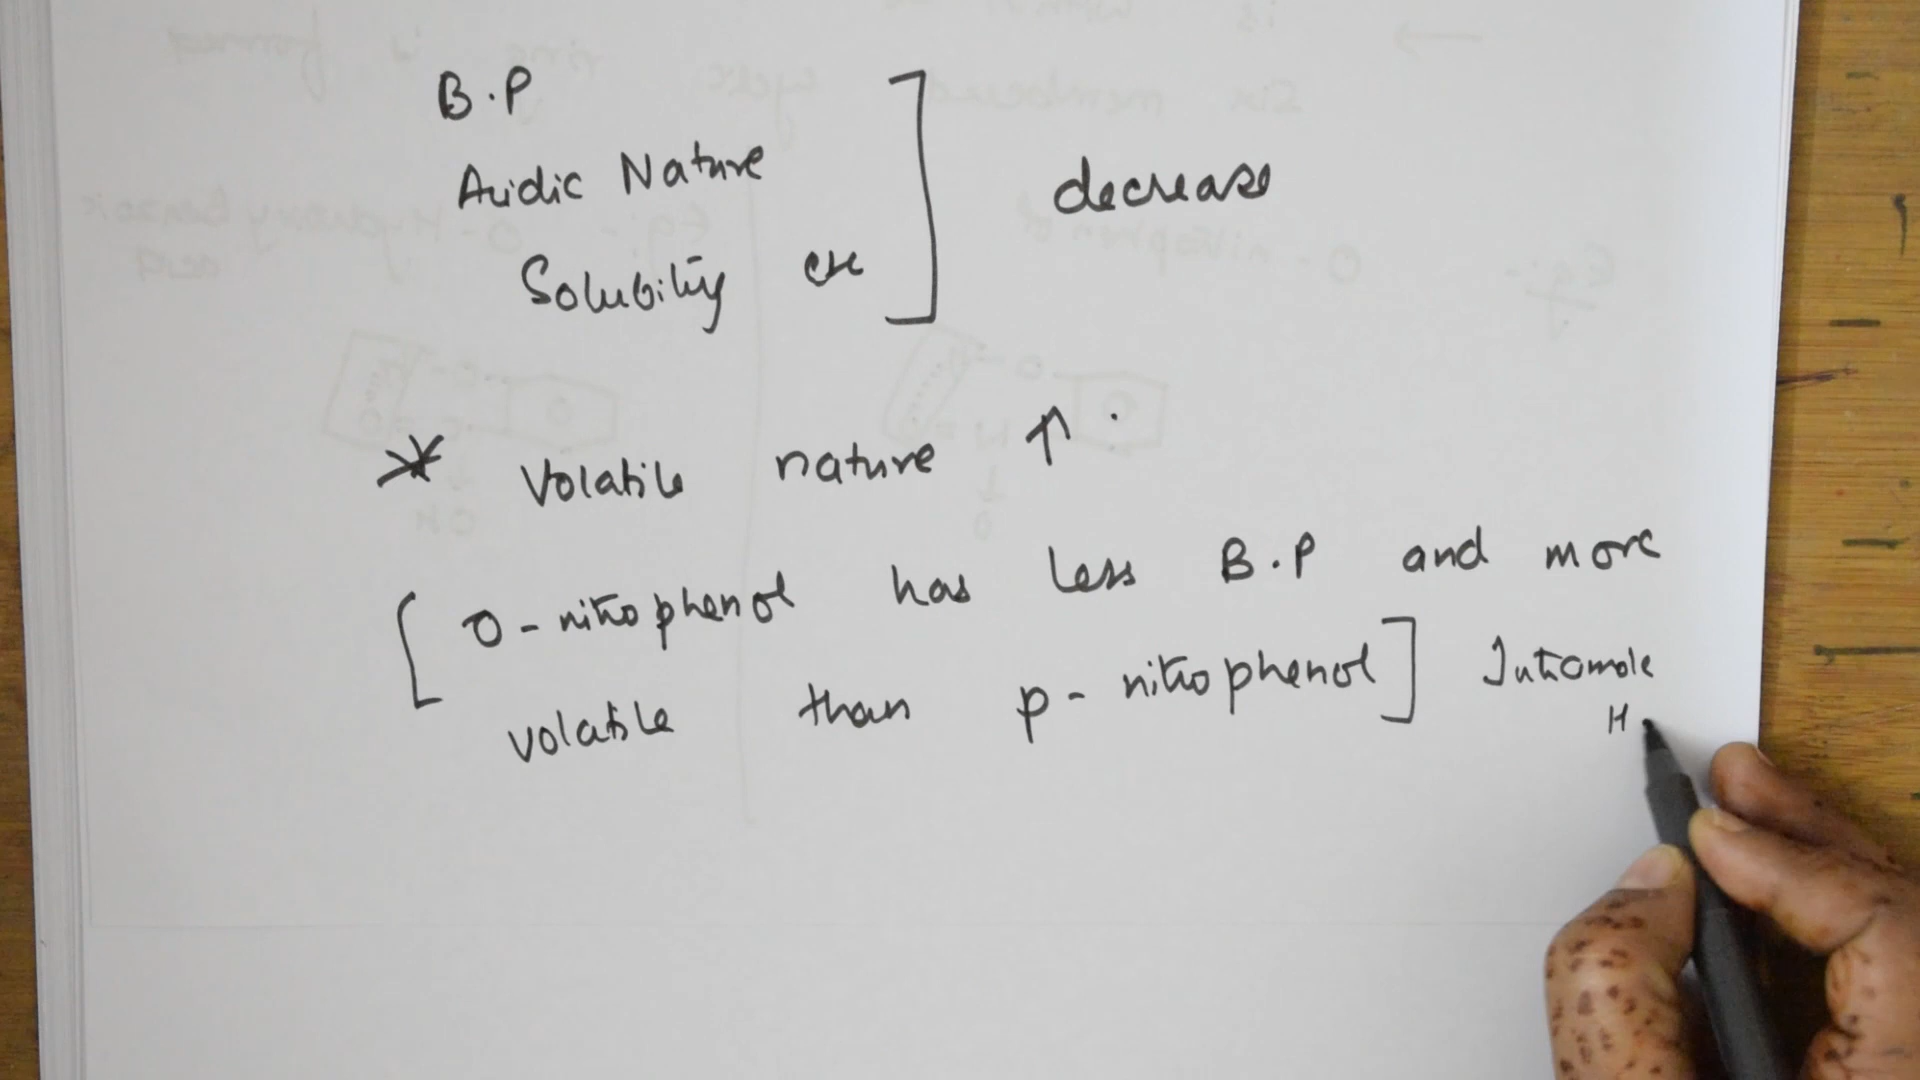 B.P
Acidic Nature
Solubility etc
decrease
* Volatile nature ↑.
[ O-nitrophenol has less B.P and more
volatile than p-nitrophenol] Intramole
H